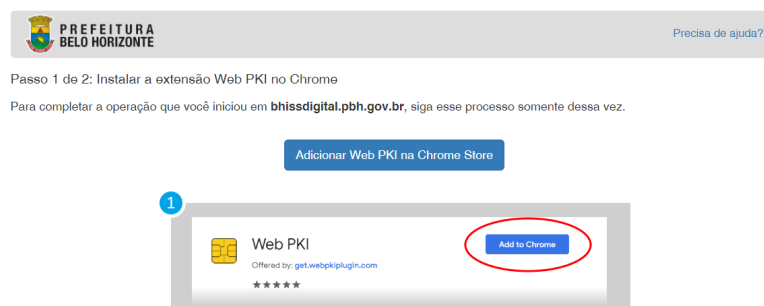 PREFEITURA
BELO HORIZONTE
Precisa de ajuda?
Passo 1 de 2: Instalar a extensão Web PKI no Chrome
Para completar a operação que você iniciou em bhissdigital.pbh.gov.br, siga esse processo somente dessa vez.
Adicionar Web PKI na Chrome Store
1
Web PKI
Add to Chrome
Offered by: get.webpkiplugin.com